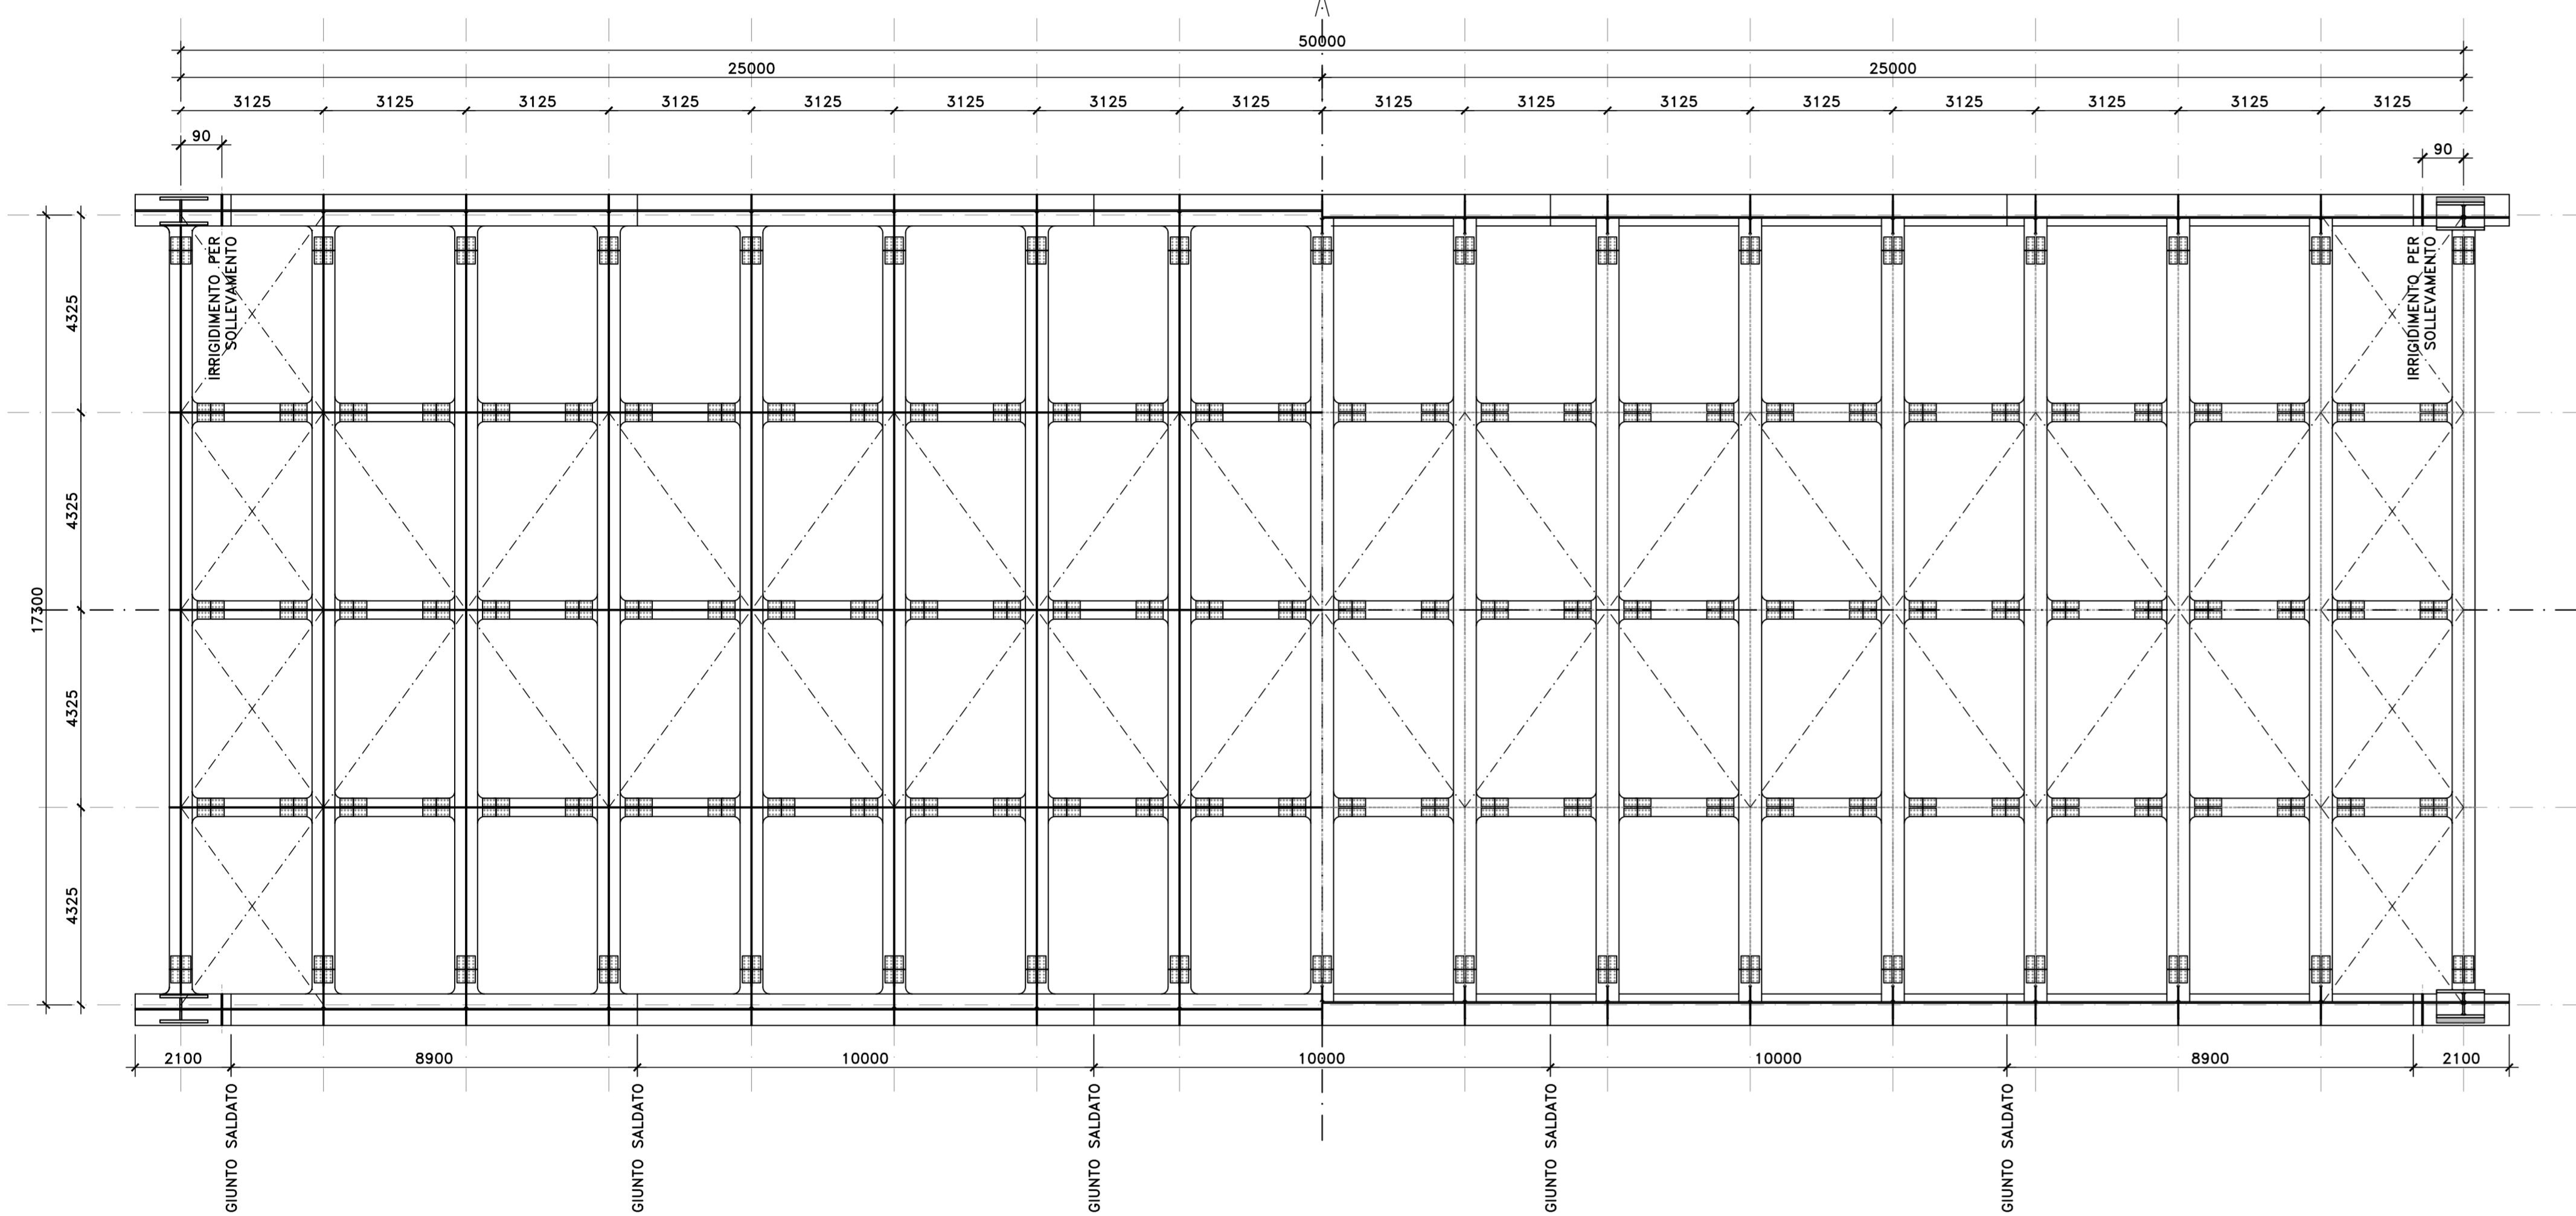 50000
25000 25000
3125 3125 3125 3125 3125 3125 3125 3125 3125 3125 3125 3125 3125 3125 3125 3125
90 90
IRRIGIDIMENTO PER
SOLLEVAMENTO
IRRIGIDIMENTO PER
SOLLEVAMENTO
4325
4325
17300
4325
4325
2100 8900 10000 10000 10000 8900 2100
GIUNTO SALDATO
GIUNTO SALDATO
GIUNTO SALDATO
GIUNTO SALDATO
GIUNTO SALDATO